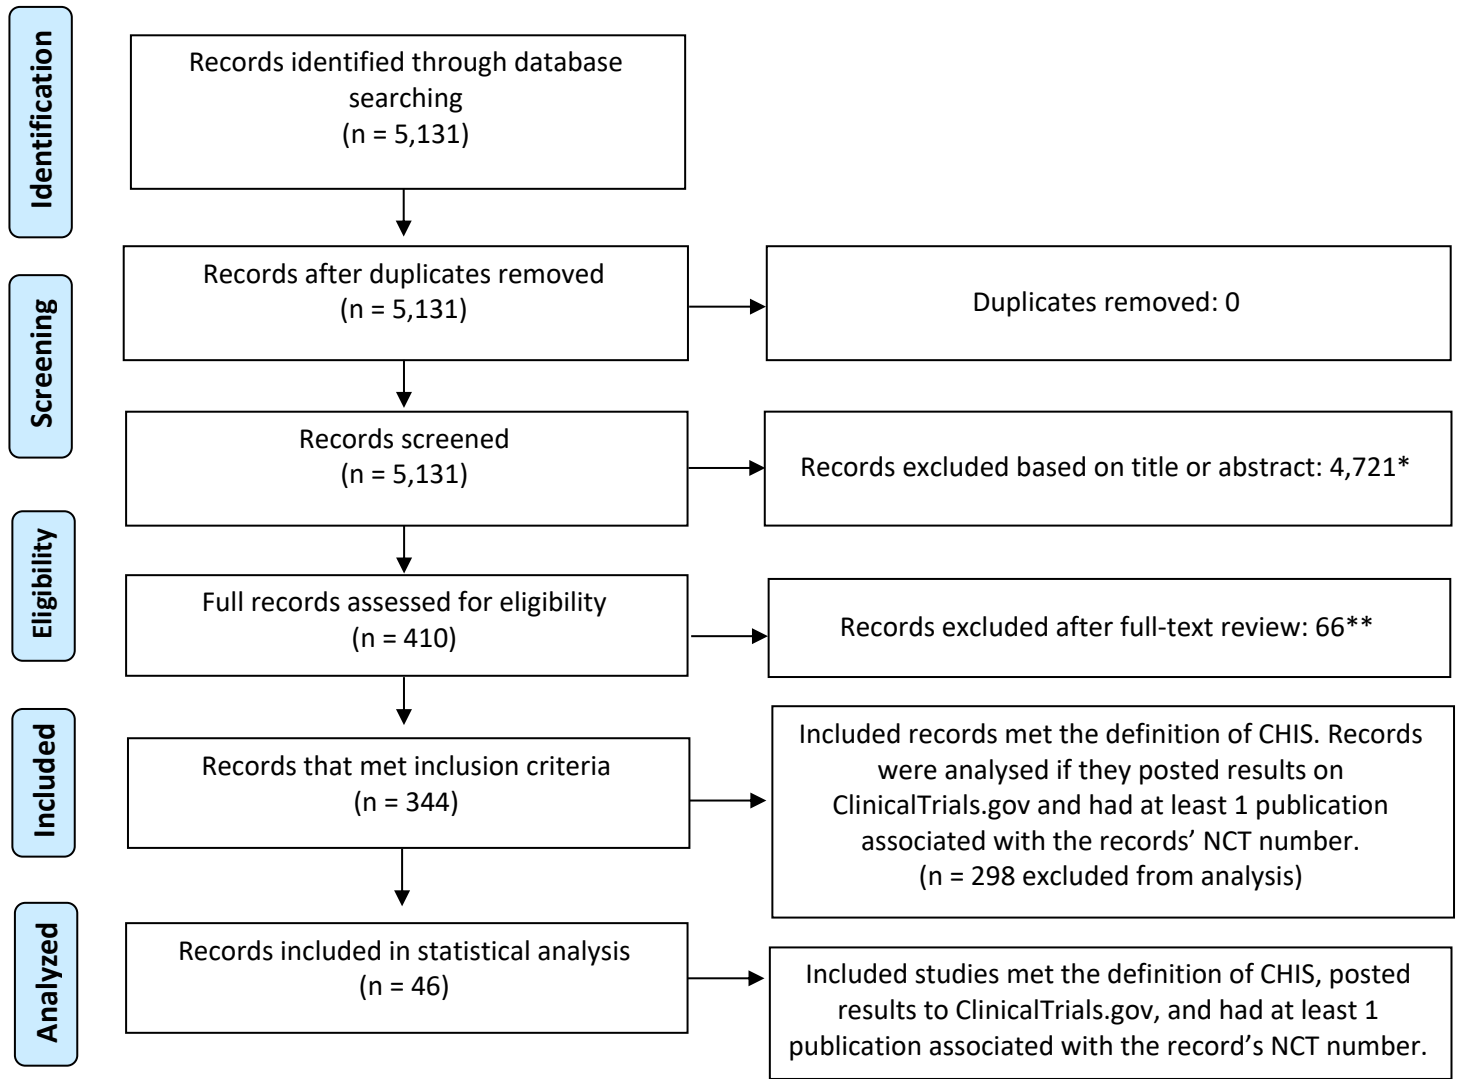 Identification
Records identified through database
searching
(n = 5,131)
Records after duplicates removed
(n = 5,131)
Duplicates removed: 0
Screening
Records screened
(n = 5,131)
Records excluded based on title or abstract: 4,721*
Eligibility
Full records assessed for eligibility
(n = 410)
Records excluded after full-text review: 66**
Included
Records that met inclusion criteria
(n = 344)
Included records met the definition of CHIS. Records
were analysed if they posted results on
ClinicalTrials.gov and had at least 1 publication
associated with the records’ NCT number.
(n = 298 excluded from analysis)
Analyzed
Records included in statistical analysis
(n = 46)
Included studies met the definition of CHIS, posted
results to ClinicalTrials.gov, and had at least 1
publication associated with the record’s NCT number.